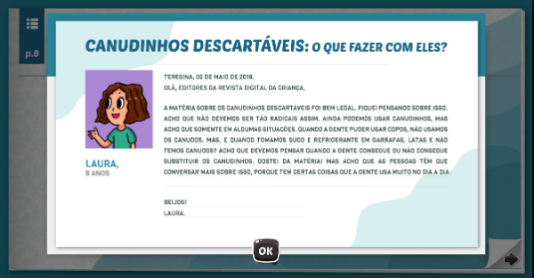 p.8
CANUDINHOS DESCARTÁVEIS: O QUE FAZER COM ELES?
TERESINA, 02 DE MAIO DE 2018.
OLÁ, EDITORES DA REVISTA DIGITAL DA CRIANÇA,
A MATÉRIA SOBRE OS CANUDINHOS DESCARTÁVEIS FOI BEM LEGAL. FIQUEI PENSANDO SOBRE ISSO.
ACHO QUE NÃO DEVEMOS SER TÃO RADICAIS ASSIM. AINDA PODEMOS USAR CANUDINHOS, MAS
ACHO QUE SOMENTE EM ALGUMAS SITUAÇÕES. QUANDO A GENTE PUDER USAR COPOS, NÃO USAMOS
OS CANUDOS. MAS, E QUANDO TOMAMOS SUCO E REFRIGERANTE EM GARRAFAS, LATAS E NÃO
TEMOS CANUDOS? ACHO QUE DEVEMOS PENSAR QUANDO A GENTE CONSEGUE OU NÃO CONSEGUE
SUBSTITUIR OS CANUDINHOS. GOSTEI DA MATÉRIA! MAS ACHO QUE AS PESSOAS TÊM QUE
CONVERSAR MAIS SOBRE ISSO, PORQUE TEM CERTAS COISAS QUE A GENTE USA MUITO NO DIA A DIA.
BEIJOS!
LAURA.
LAURA,
8 ANOS
OK